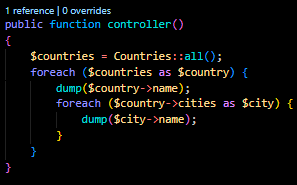 1 reference | 0 overrides
public function controller()
{
    $countries = Countries::all();
    foreach ($countries as $country) {
        dump($country->name);
        foreach ($country->cities as $city) {
            dump($city->name);
        }
    }
}